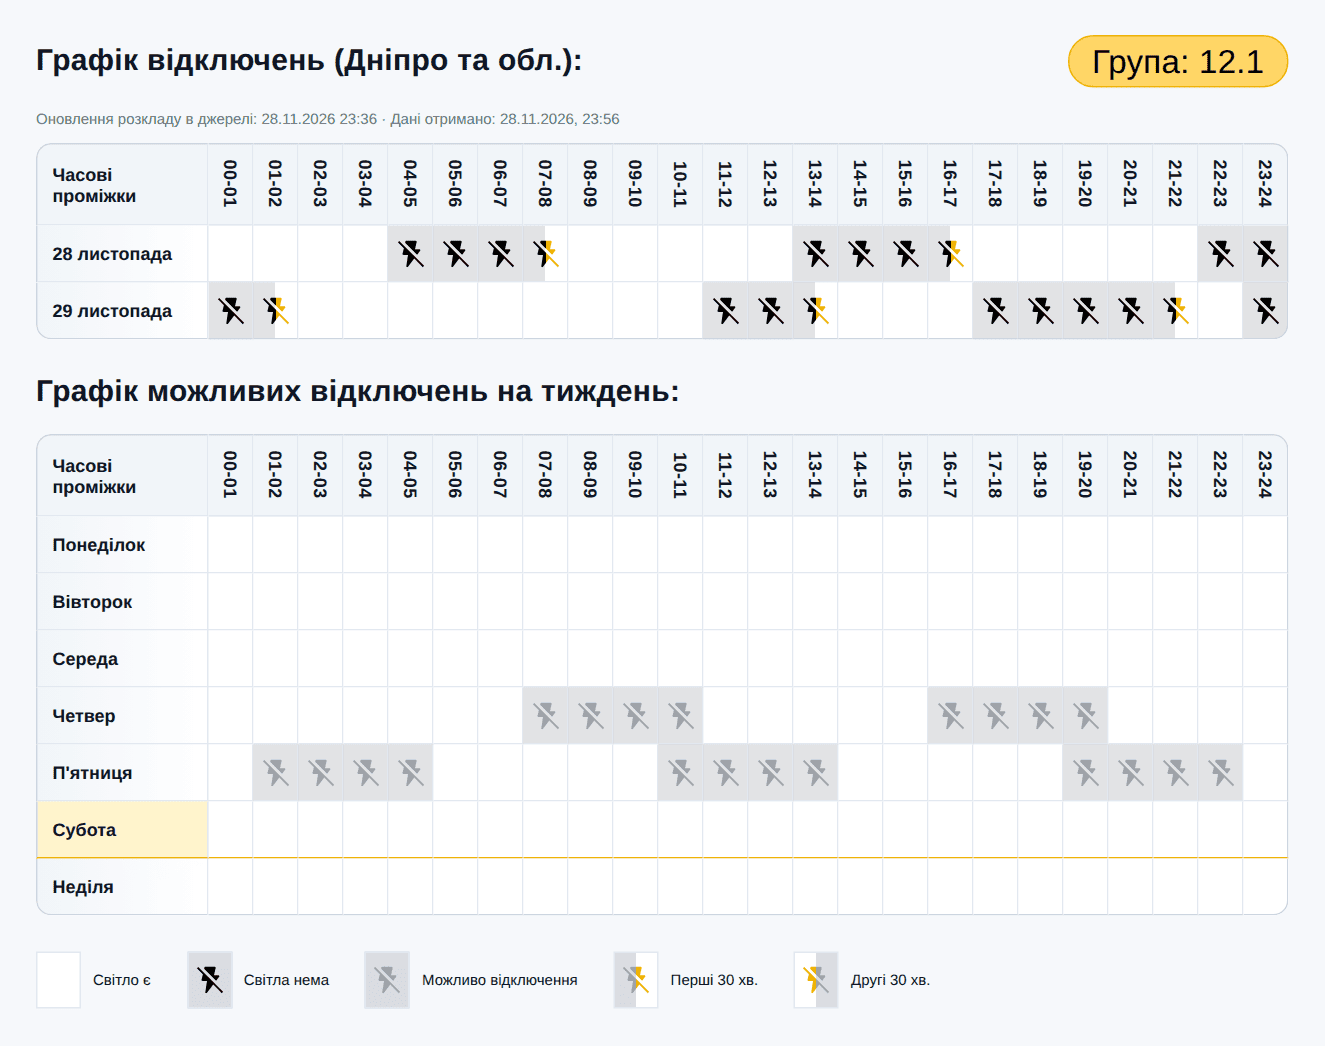 Графік відключень (Дніпро та обл.):
Група: 12.1
Оновлення розкладу в джерелі: 28.11.2026 23:36 · Дані отримано: 28.11.2026, 23:56
Часові
проміжки
00-01 01-02 02-03 03-04 04-05 05-06 06-07 07-08 08-09 09-10 10-11 11-12 12-13 13-14 14-15 15-16 16-17 17-18 18-19 19-20 20-21 21-22 22-23 23-24
28 листопада
29 листопада
Графік можливих відключень на тиждень:
Часові
проміжки
00-01 01-02 02-03 03-04 04-05 05-06 06-07 07-08 08-09 09-10 10-11 11-12 12-13 13-14 14-15 15-16 16-17 17-18 18-19 19-20 20-21 21-22 22-23 23-24
Понеділок
Вівторок
Середа
Четвер
П'ятниця
Субота
Неділя
Світло є
Світла нема
Можливо відключення
Перші 30 хв.
Другі 30 хв.